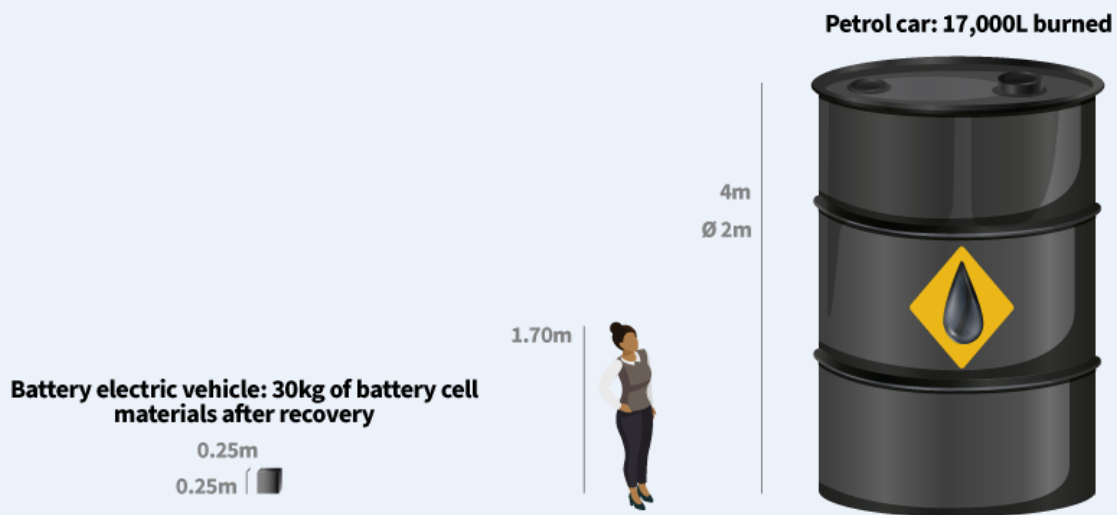 Petrol car: 17,000L burned
4m
Ø 2m
1.70m
Battery electric vehicle: 30kg of battery cell
materials after recovery
0.25m
0.25m